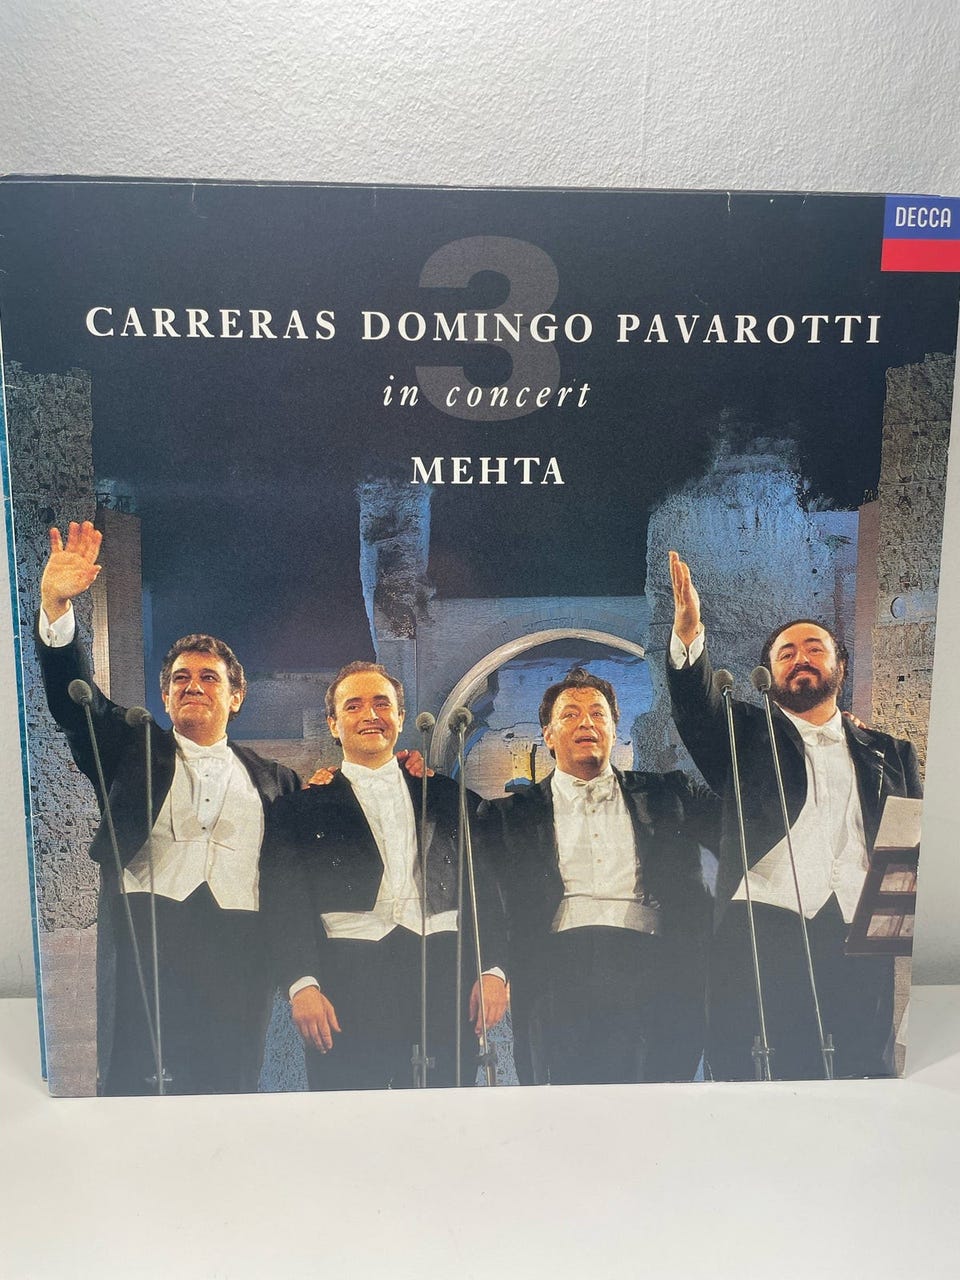 DECCA
3
CARRERAS DOMINGO PAVAROTTI
in concert
MEHTA